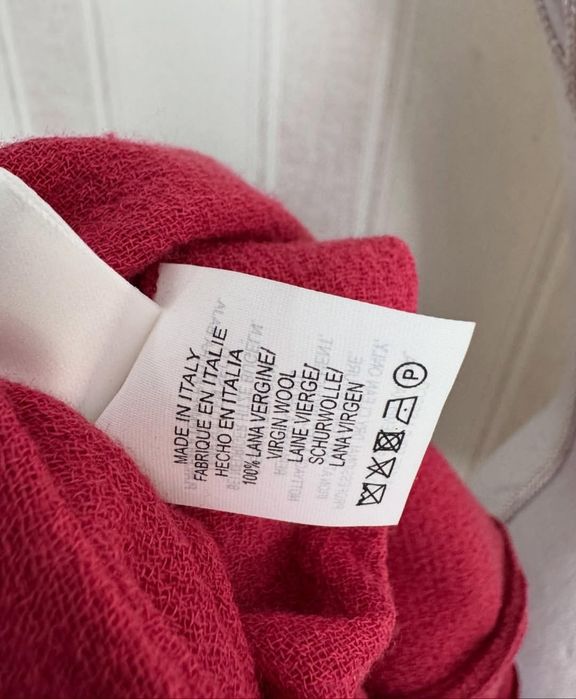 MADE IN ITALY
FABRIQUE EN ITALIE
HECHO EN ITALIA
100% LANA VERGINE/
VIRGIN WOOL
LAINE VIERGE/
SCHURWOLLE/
LANA VIRGEN
P